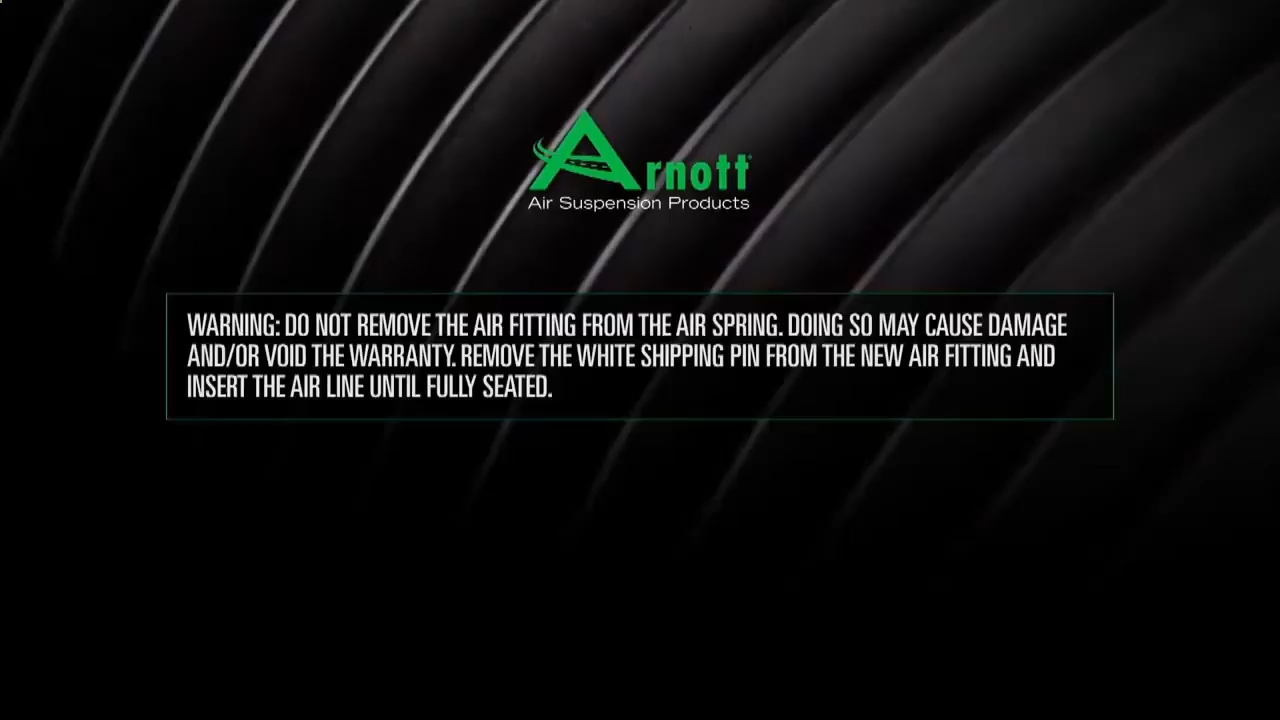 Arnott®
Air Suspension Products
WARNING: DO NOT REMOVE THE AIR FITTING FROM THE AIR SPRING. DOING SO MAY CAUSE DAMAGE
AND/OR VOID THE WARRANTY. REMOVE THE WHITE SHIPPING PIN FROM THE NEW AIR FITTING AND
INSERT THE AIR LINE UNTIL FULLY SEATED.